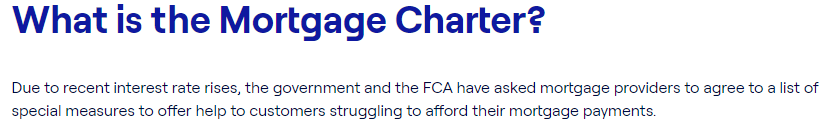 What is the Mortgage Charter?
Due to recent interest rate rises, the government and the FCA have asked mortgage providers to agree to a list of
special measures to offer help to customers struggling to afford their mortgage payments.